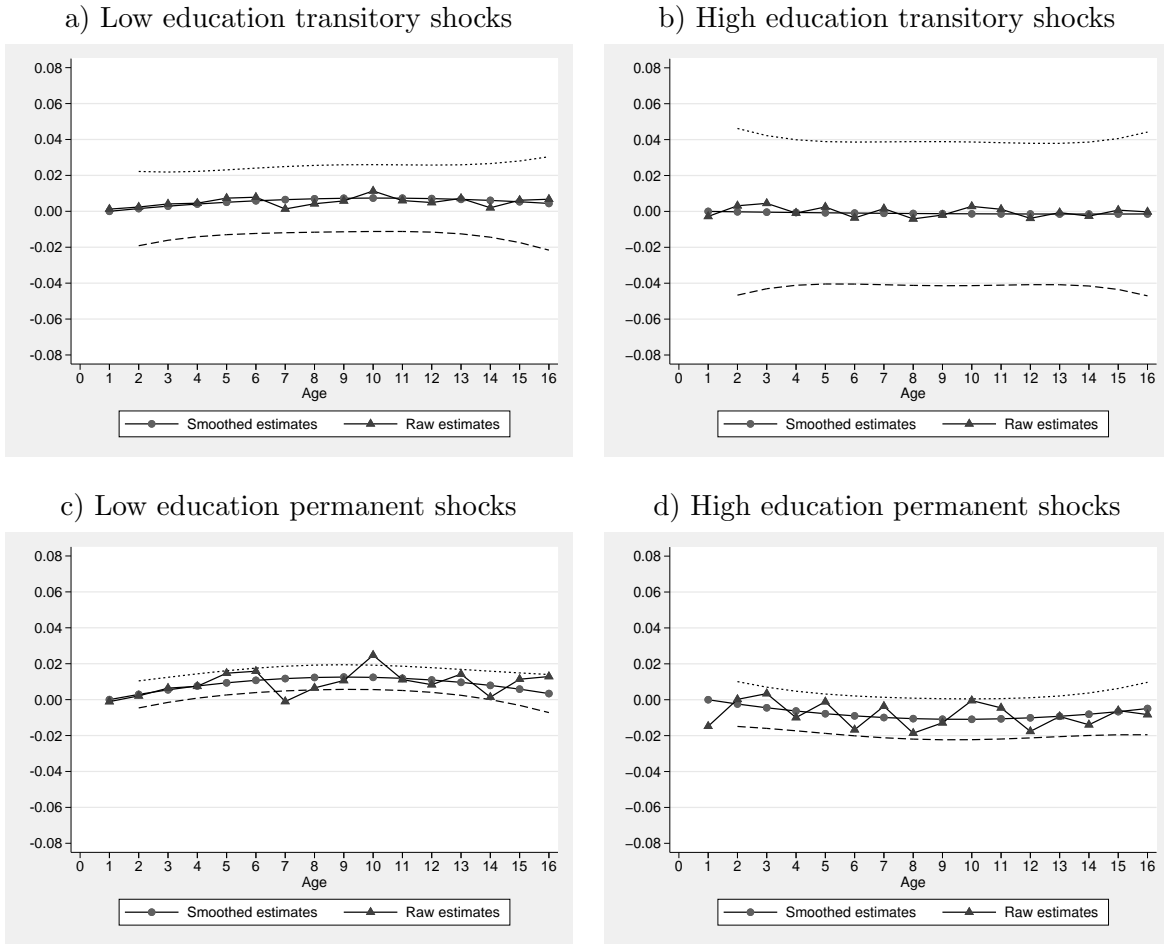 a) Low education transitory shocks
0.08
0.06
0.04
0.02
0.00
-0.02
-0.04
-0.06
-0.08
0 1 2 3 4 5 6 7 8 9 10 11 12 13 14 15 16
Age
Smoothed estimates Raw estimates
b) High education transitory shocks
0.08
0.06
0.04
0.02
0.00
−0.02
−0.04
−0.06
−0.08
0 1 2 3 4 5 6 7 8 9 10 11 12 13 14 15 16
Age
Smoothed estimates Raw estimates
c) Low education permanent shocks
0.08
0.06
0.04
0.02
0.00
-0.02
-0.04
-0.06
-0.08
0 1 2 3 4 5 6 7 8 9 10 11 12 13 14 15 16
Age
Smoothed estimates Raw estimates
d) High education permanent shocks
0.08
0.06
0.04
0.02
0.00
−0.02
−0.04
−0.06
−0.08
0 1 2 3 4 5 6 7 8 9 10 11 12 13 14 15 16
Age
Smoothed estimates Raw estimates